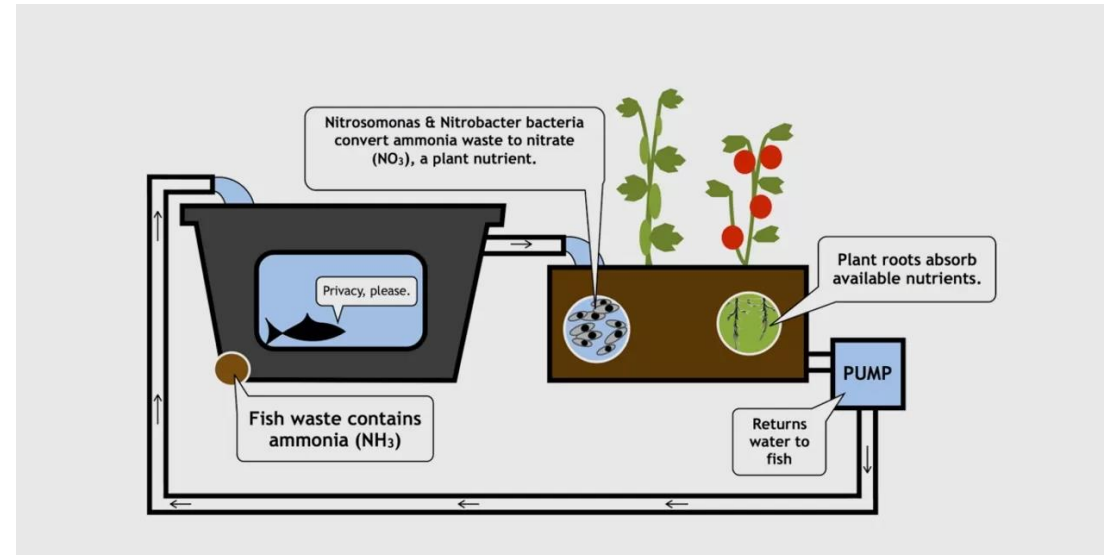 Nitrosomonas & Nitrobacter bacteria
convert ammonia waste to nitrate
(NO₃), a plant nutrient.
Privacy, please.
Plant roots absorb
available nutrients.
Fish waste contains
ammonia (NH₃)
PUMP
Returns
water to
fish